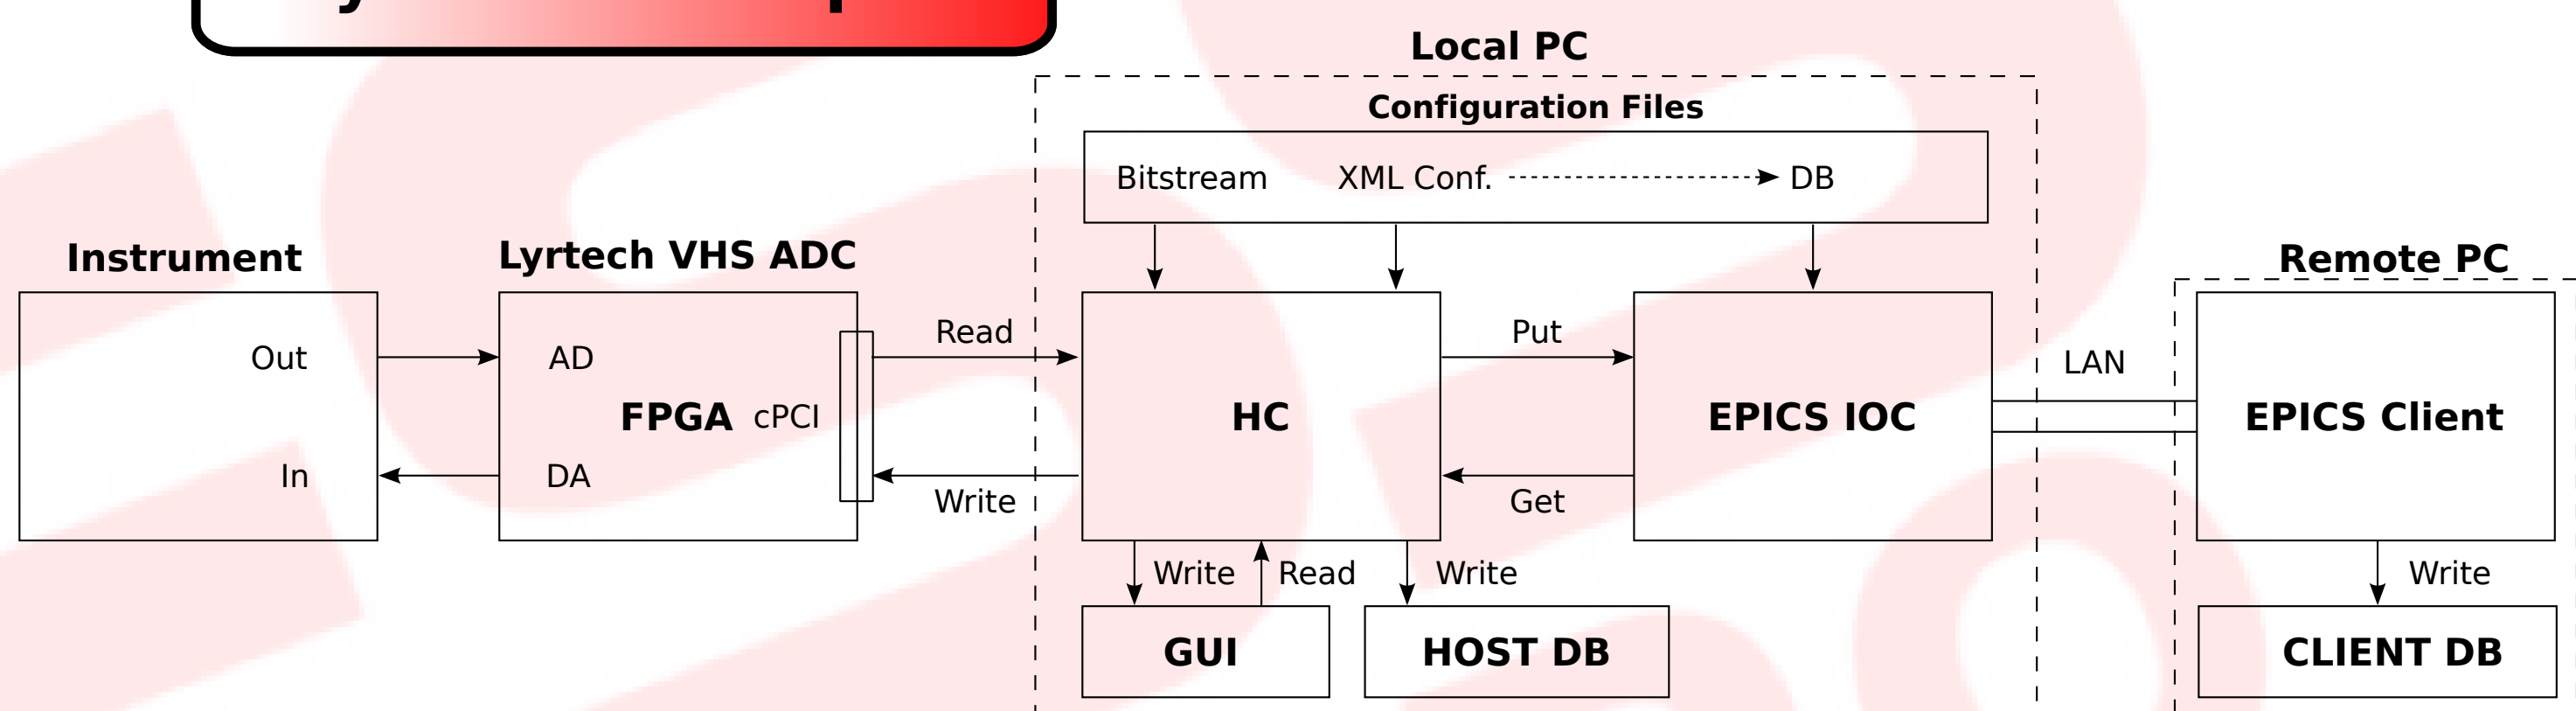 Local PC
Configuration Files
Bitstream XML Conf. DB
Instrument
Lyrtech VHS ADC
Remote PC
Out
AD
FPGA cPCI
In
DA
Read
Write
HC
Put
Get
EPICS IOC
LAN
EPICS Client
Write
Read
Write
Write
GUI
HOST DB
CLIENT DB